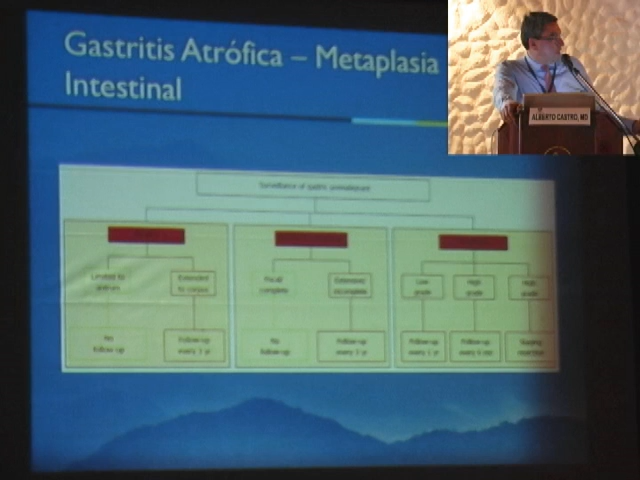 Gastritis Atrófica – Metaplasia
Intestinal
ALBERTO CASTRO, MD
Surveillance of gastric premalignant
Limited to
antrum
Extended
to corpus
Focal/
complete
Extensive/
incomplete
Low
grade
High
grade
High
grade
No
follow-up
Follow-up
every 3 yr
No
follow-up
Follow-up
every 3 yr
Follow-up
every 1 yr
Follow-up
every 6 mo
Staging
resection